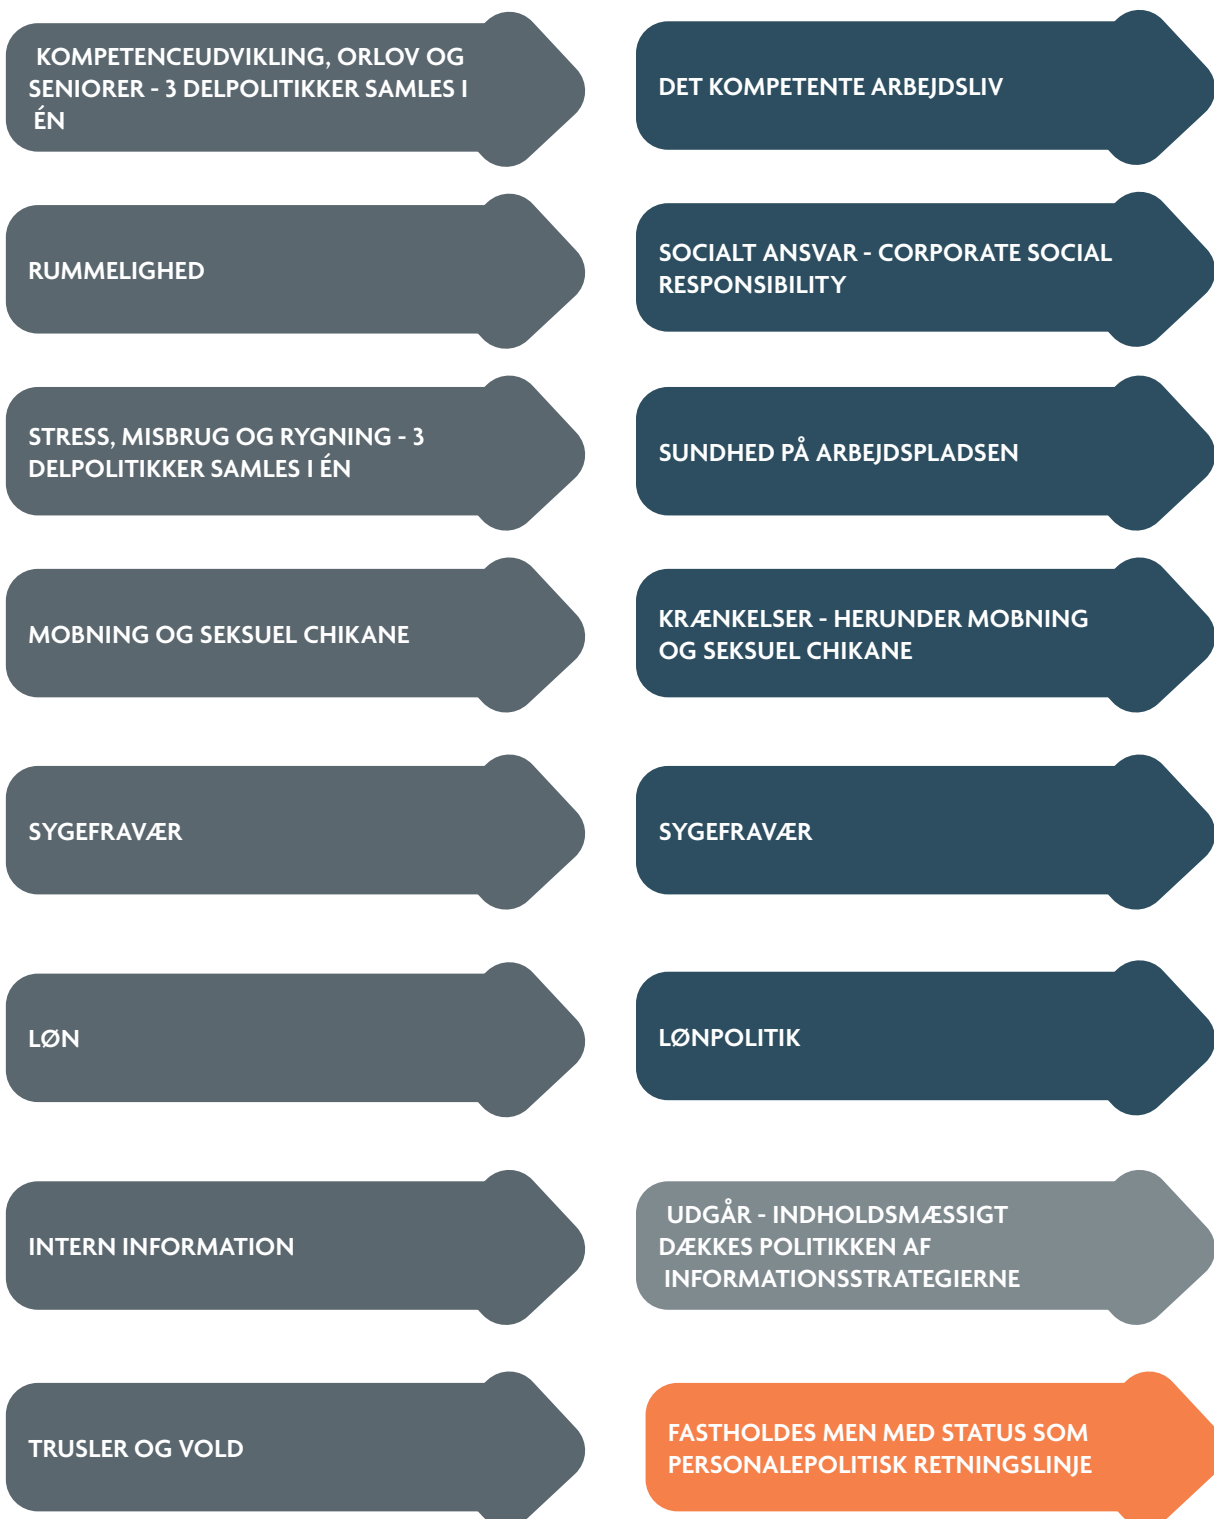 KOMPETENCEUDVIKLING, ORLOV OG
SENIORER - 3 DELPOLITIKKER SAMLES I
ÉN
DET KOMPETENTE ARBEJDSLIV
RUMMELIGHED
SOCIALT ANSVAR - CORPORATE SOCIAL
RESPONSIBILITY
STRESS, MISBRUG OG RYGNING - 3
DELPOLITIKKER SAMLES I ÉN
SUNDHED PÅ ARBEJDSPLADSEN
MOBNING OG SEKSUEL CHIKANE
KRÆNKELSER - HERUNDER MOBNING
OG SEKSUEL CHIKANE
SYGEFRAVÆR
SYGEFRAVÆR
LØN
LØNPOLITIK
INTERN INFORMATION
UDGÅR - INDHOLDSMÆSSIGT
DÆKKES POLITIKKEN AF
INFORMATIONSSTRATEGIERNE
TRUSLER OG VOLD
FASTHOLDES MEN MED STATUS SOM
PERSONALEPOLITISK RETNINGSLINJE